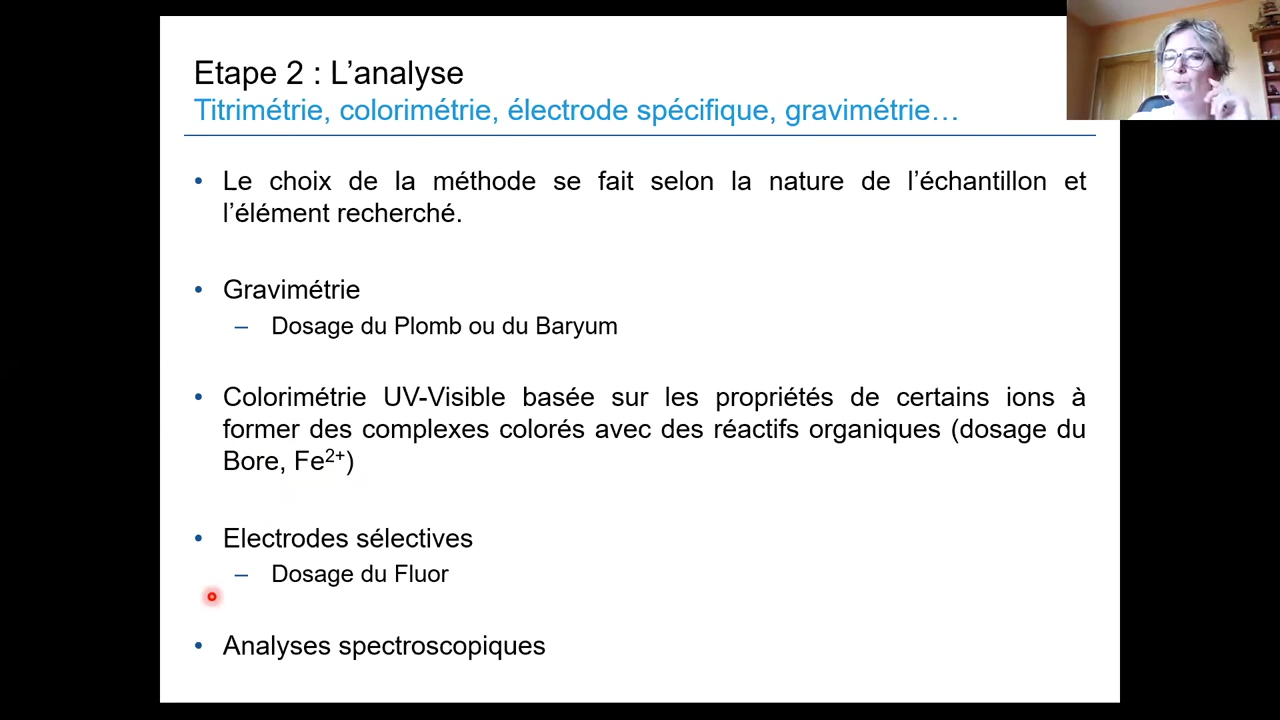 Etape 2 : L’analyse
Titrimétrie, colorimétrie, électrode spécifique, gravimétrie…
• Le choix de la méthode se fait selon la nature de l’échantillon et
l’élément recherché.
• Gravimétrie
– Dosage du Plomb ou du Baryum
• Colorimétrie UV-Visible basée sur les propriétés de certains ions à
former des complexes colorés avec des réactifs organiques (dosage du
Bore, Fe²⁺)
• Electrodes sélectives
– Dosage du Fluor
• Analyses spectroscopiques